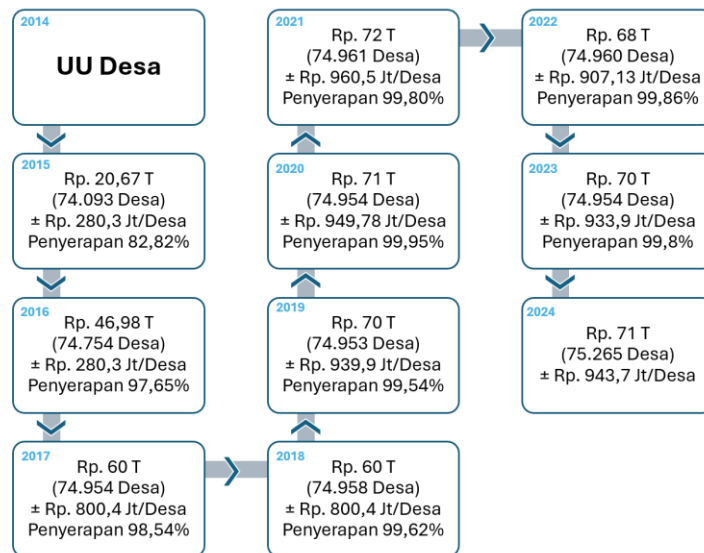 2014
UU Desa
2015
Rp. 20,67 T
(74.093 Desa)
± Rp. 280,3 Jt/Desa
Penyerapan 82,82%
2016
Rp. 46,98 T
(74.754 Desa)
± Rp. 280,3 Jt/Desa
Penyerapan 97,65%
2017
Rp. 60 T
(74.954 Desa)
± Rp. 800,4 Jt/Desa
Penyerapan 98,54%
2018
Rp. 60 T
(74.958 Desa)
± Rp. 800,4 Jt/Desa
Penyerapan 99,62%
2019
Rp. 70 T
(74.953 Desa)
± Rp. 939,9 Jt/Desa
Penyerapan 99,54%
2020
Rp. 71 T
(74.954 Desa)
± Rp. 949,78 Jt/Desa
Penyerapan 99,95%
2021
Rp. 72 T
(74.961 Desa)
± Rp. 960,5 Jt/Desa
Penyerapan 99,80%
2022
Rp. 68 T
(74.960 Desa)
± Rp. 907,13 Jt/Desa
Penyerapan 99,86%
2023
Rp. 70 T
(74.954 Desa)
± Rp. 933,9 Jt/Desa
Penyerapan 99,8%
2024
Rp. 71 T
(75.265 Desa)
± Rp. 943,7 Jt/Desa